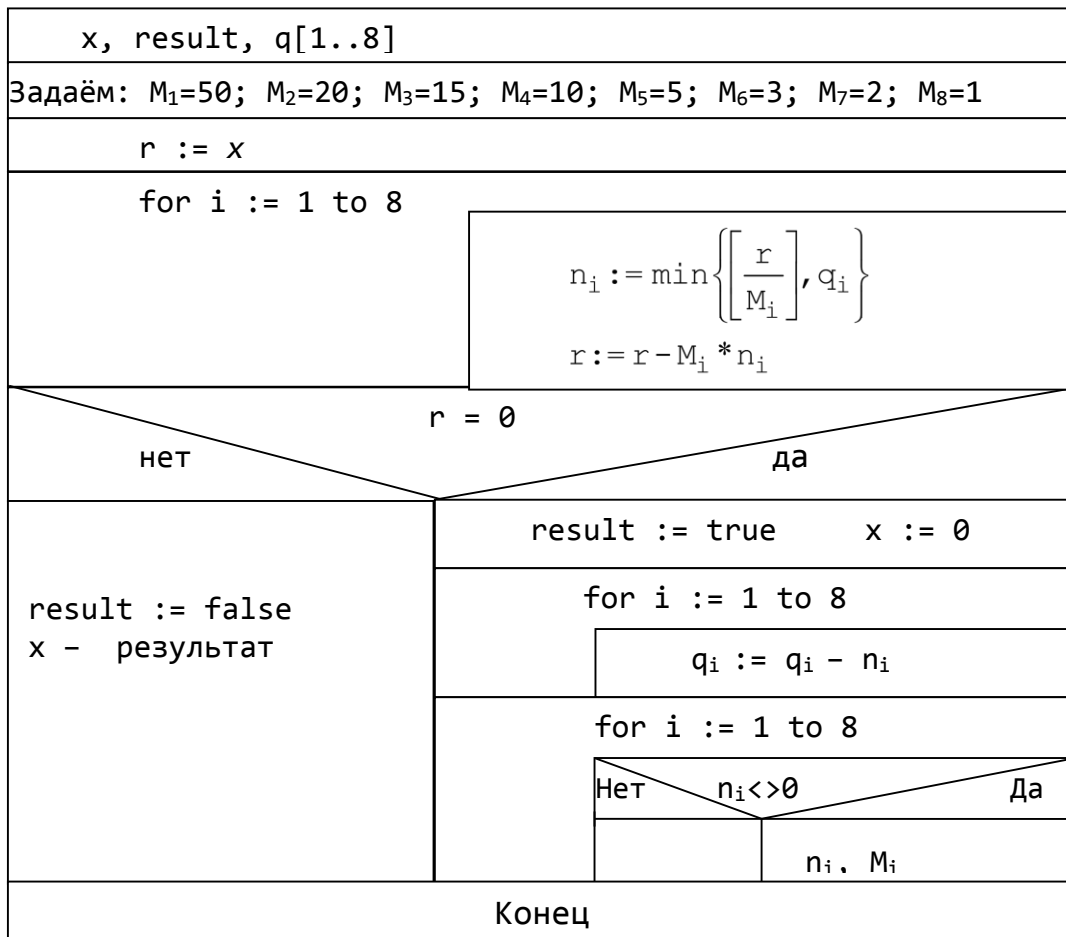 x, result, q[1..8]
Задаём: M₁=50; M₂=20; M₃=15; M₄=10; M₅=5; M₆=3; M₇=2; M₈=1
r := x
for i := 1 to 8
nᵢ := min{[r/Mᵢ], qᵢ}
r := r – Mᵢ * nᵢ
r = 0
нет да
result := true x := 0
result := false
x – результат
for i := 1 to 8
qᵢ := qᵢ – nᵢ
for i := 1 to 8
Нет nᵢ<>0 Да
nᵢ, Mᵢ
Конец